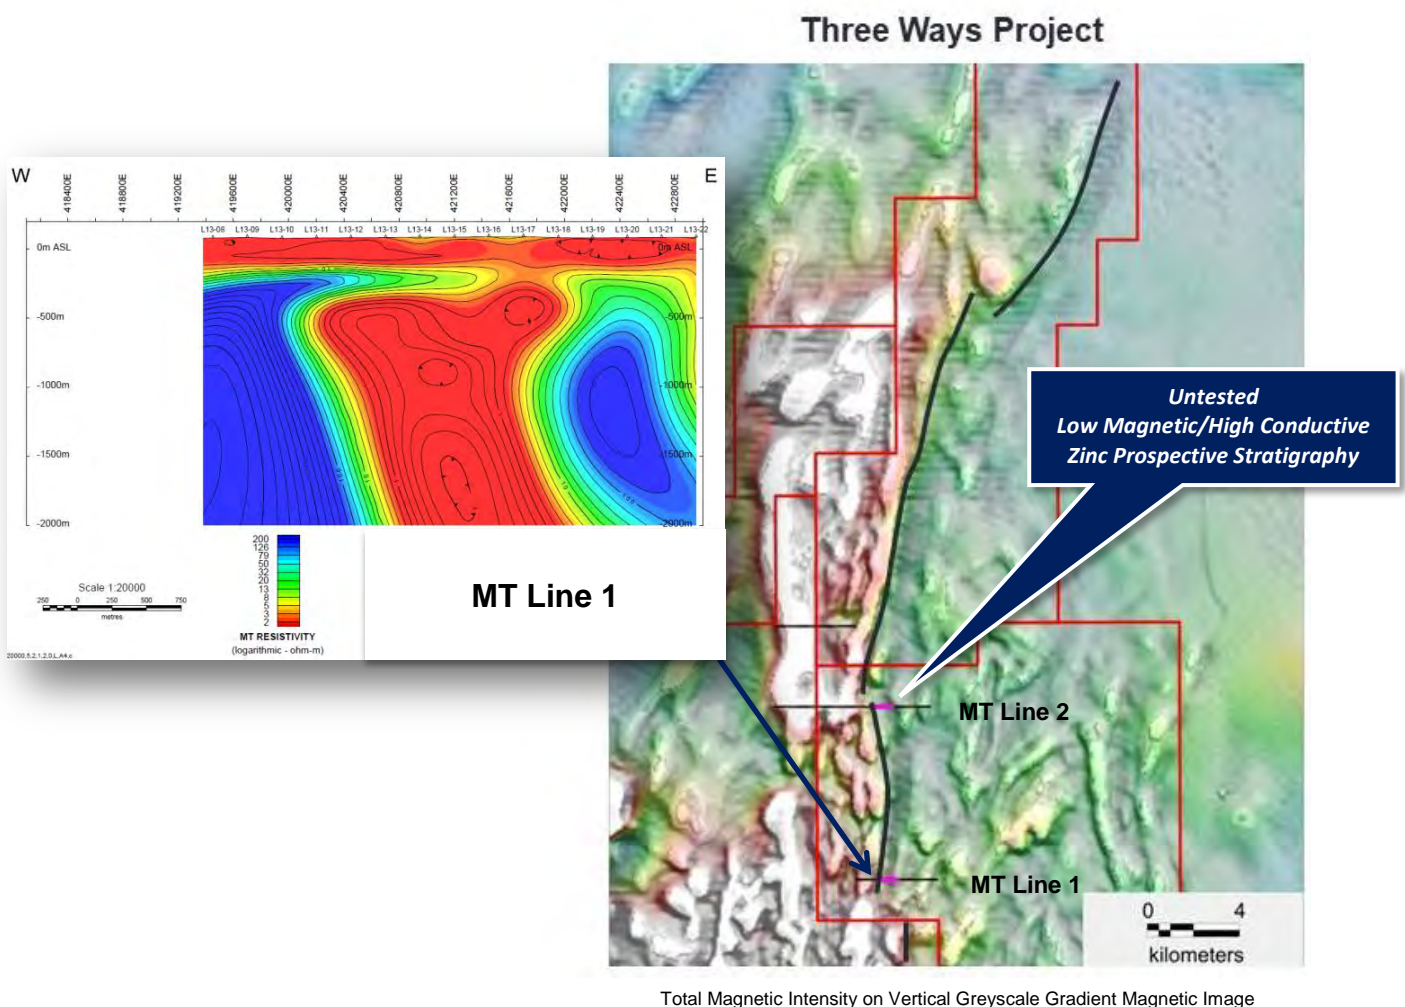 Three Ways Project
W
E
418400E
418800E
419200E
419600E
420000E
420400E
420800E
421200E
421600E
422000E
422400E
422800E
L13-08
L13-09
L13-10
L13-11
L13-12
L13-13
L13-14
L13-15
L13-16
L13-17
L13-18
L13-19
L13-20
L13-21
L13-22
0m ASL
0m ASL
-500m
-500m
-1000m
-1000m
-1500m
-1500m
-2000m
-2000m
200
126
79
50
32
20
13
8
5
3
2
MT RESISTIVITY
(logarithmic - ohm-m)
Scale 1:20000
250 0 250 500 750
metres
MT Line 1
Untested
Low Magnetic/High Conductive
Zinc Prospective Stratigraphy
MT Line 2
MT Line 1
0 4
kilometers
Total Magnetic Intensity on Vertical Greyscale Gradient Magnetic Image